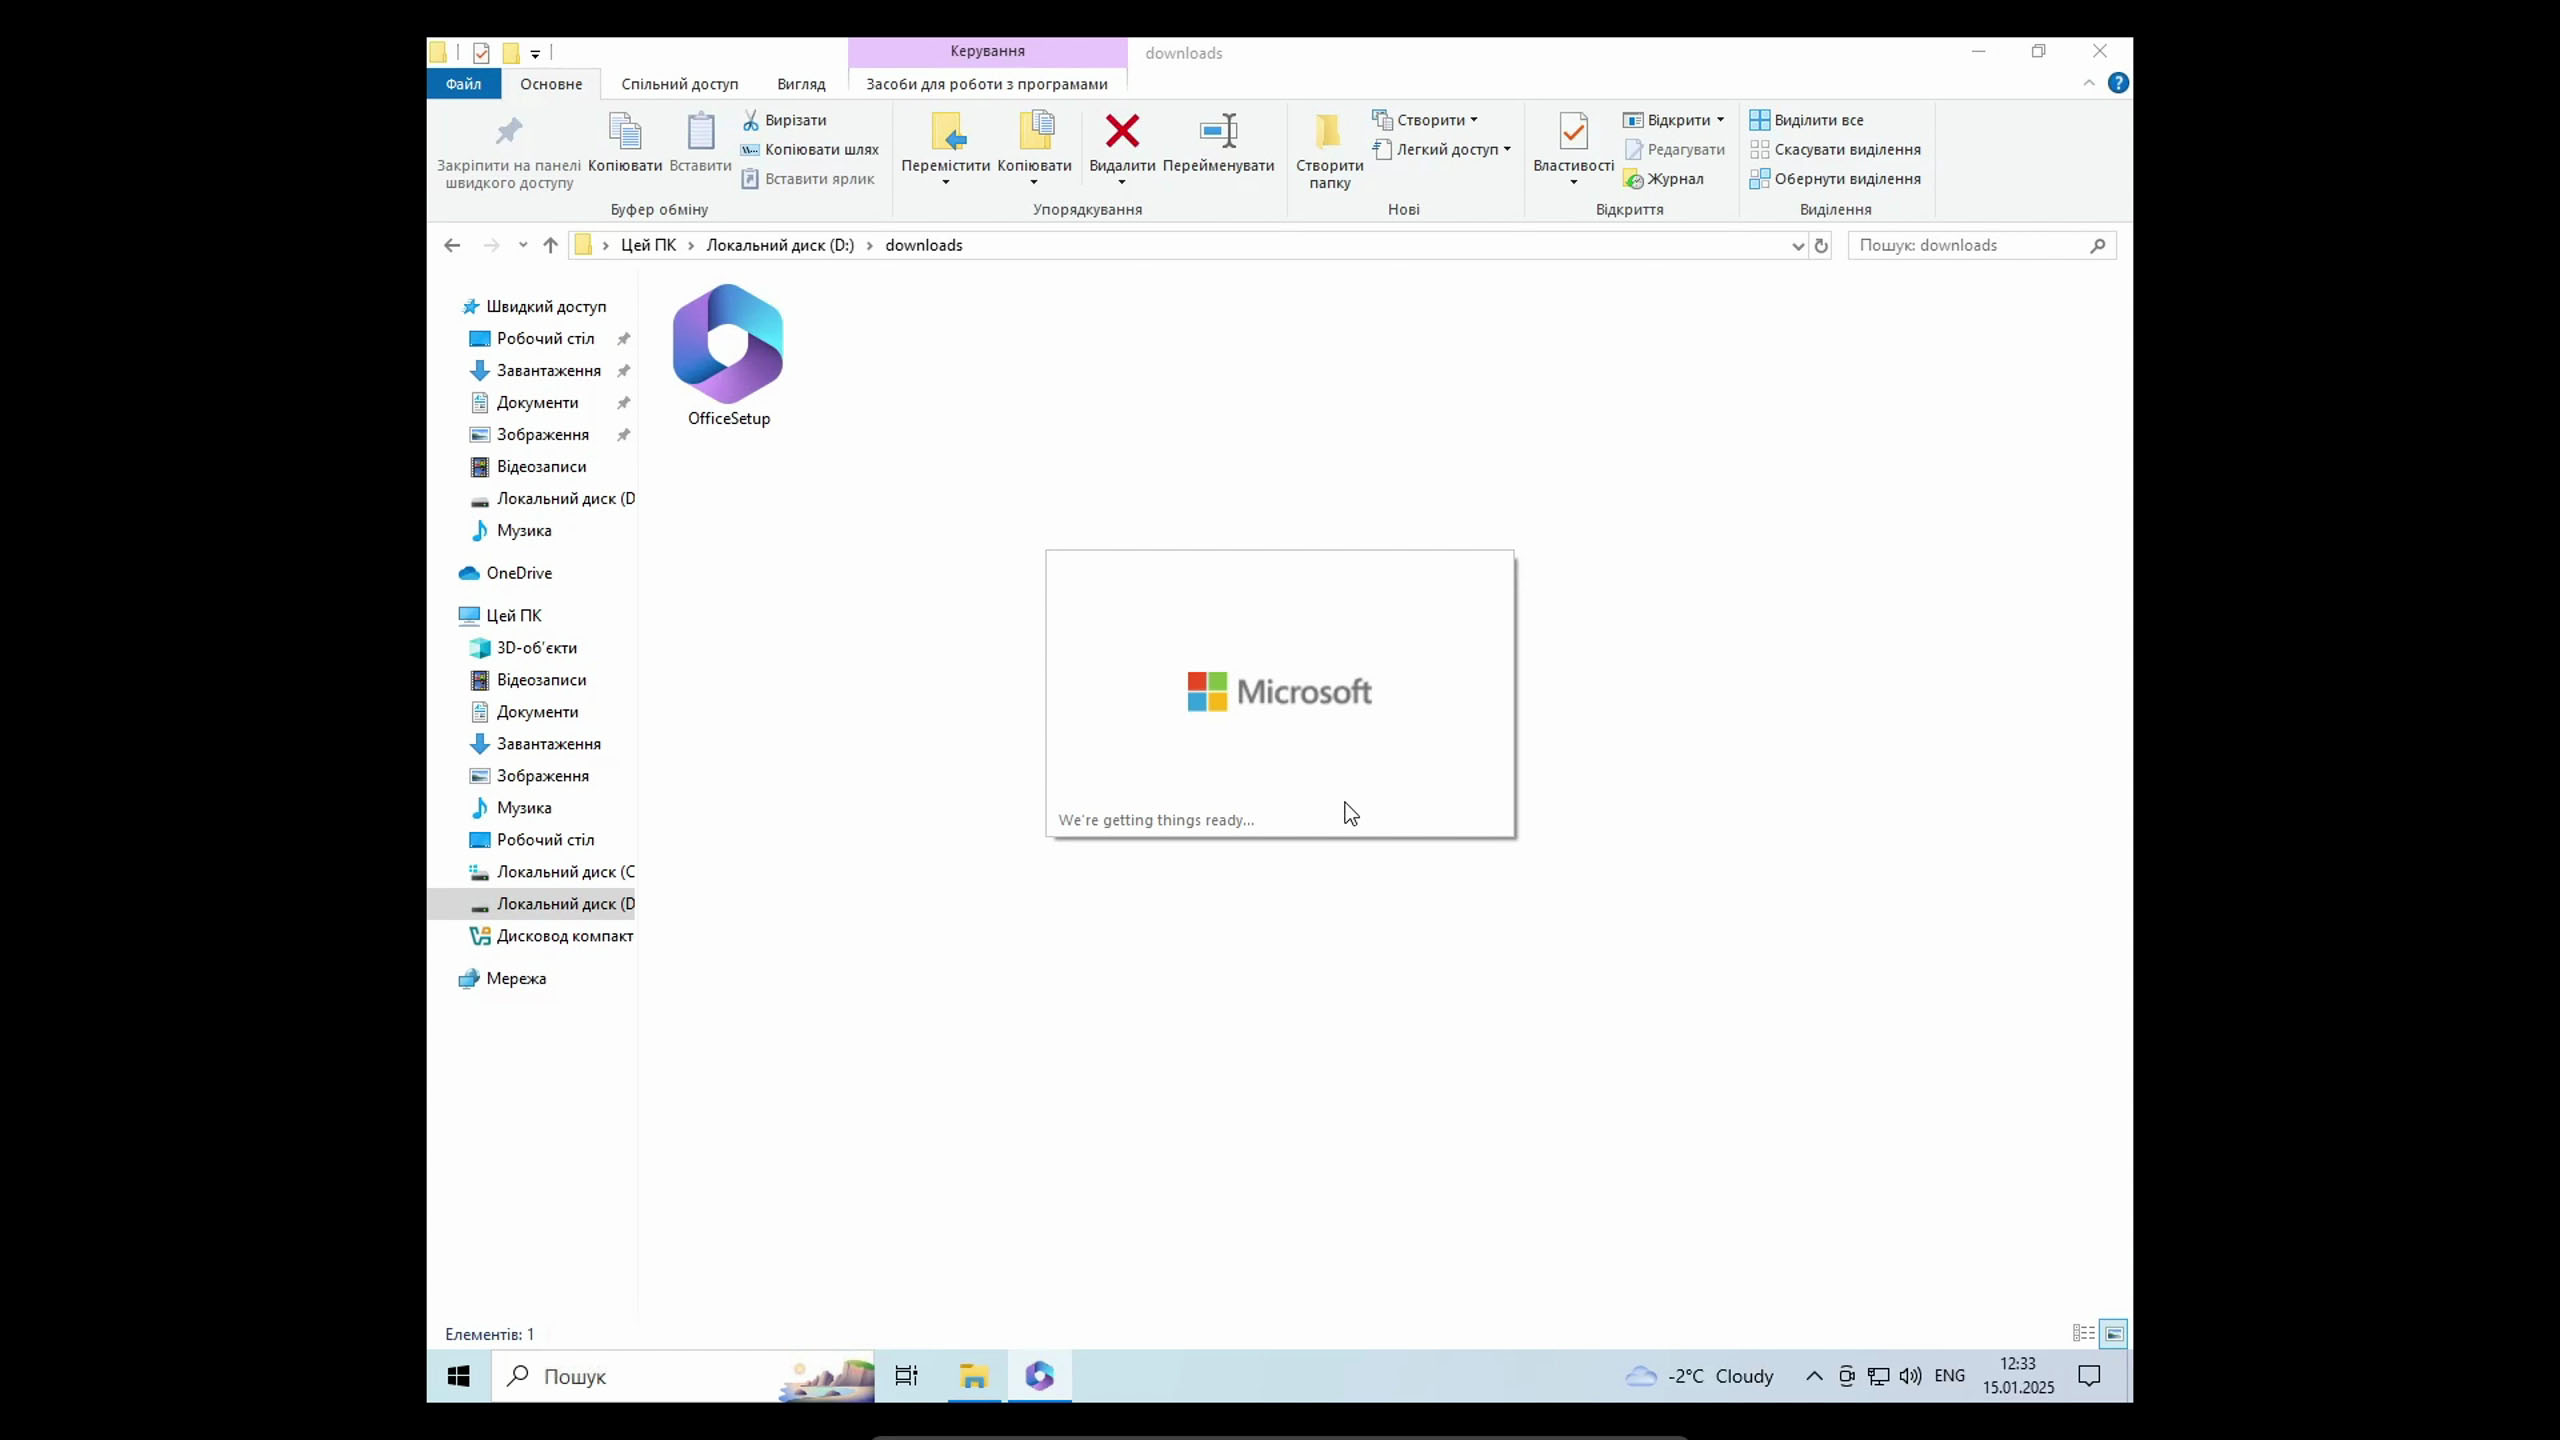 Керування
downloads
Файл
Основне
Спільний доступ
Вигляд
Засоби для роботи з програмами
Закріпити на панелі
швидкого доступу
Копіювати
Вставити
Вирізати
Копіювати шлях
Вставити ярлик
Буфер обміну
Перемістити
Копіювати
Видалити
Перейменувати
Упорядкування
Створити
папку
Створити
Легкий доступ
Нові
Властивості
Відкрити
Редагувати
Журнал
Відкриття
Виділити все
Скасувати виділення
Обернути виділення
Виділення
Цей ПК
Локальний диск (D:)
downloads
Пошук: downloads
Швидкий доступ
Робочий стіл
Завантаження
Документи
Зображення
Відеозаписи
Локальний диск (D
Музика
OneDrive
Цей ПК
3D-об'єкти
Відеозаписи
Документи
Завантаження
Зображення
Музика
Робочий стіл
Локальний диск (C
Локальний диск (D
Дисковод компакт
Мережа
OfficeSetup
Microsoft
We're getting things ready...
Елементів: 1
Пошук
-2°C Cloudy
ENG
12:33
15.01.2025